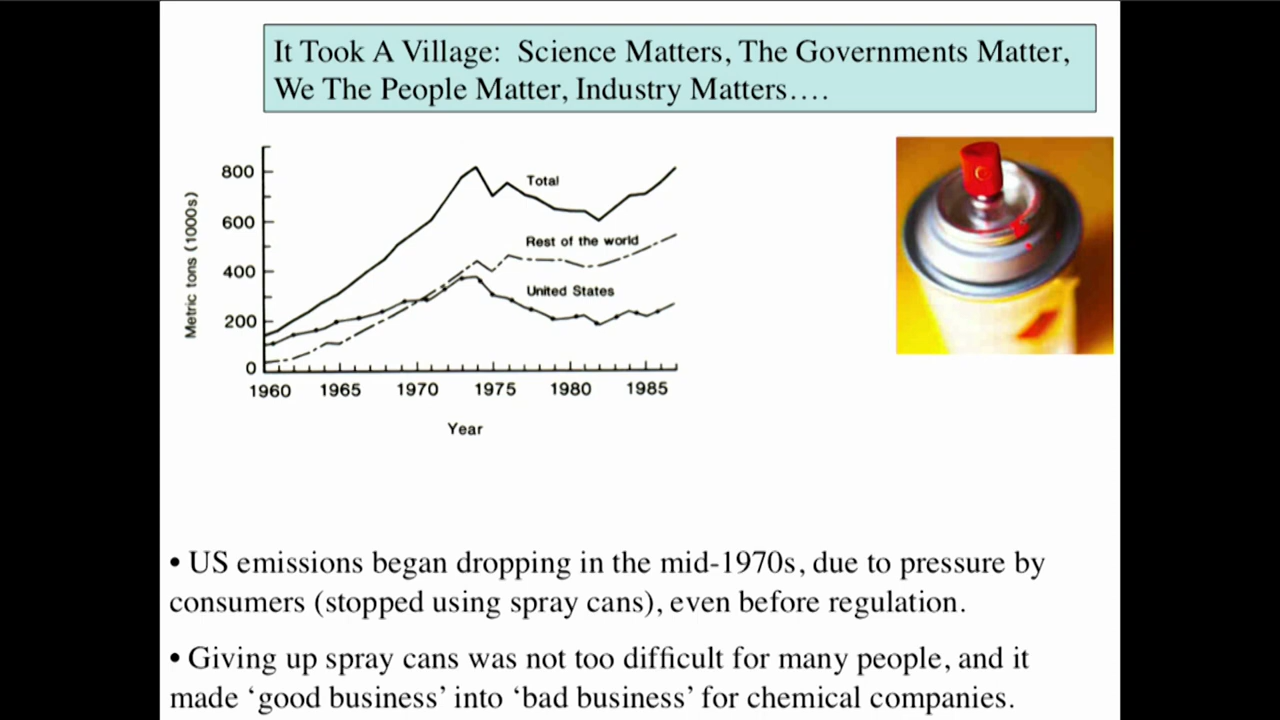 It Took A Village: Science Matters, The Governments Matter,
We The People Matter, Industry Matters….
800
600
400
200
0
Metric tons (1000s)
Total
Rest of the world
United States
1960 1965 1970 1975 1980 1985
Year
• US emissions began dropping in the mid-1970s, due to pressure by
consumers (stopped using spray cans), even before regulation.
• Giving up spray cans was not too difficult for many people, and it
made ‘good business’ into ‘bad business’ for chemical companies.